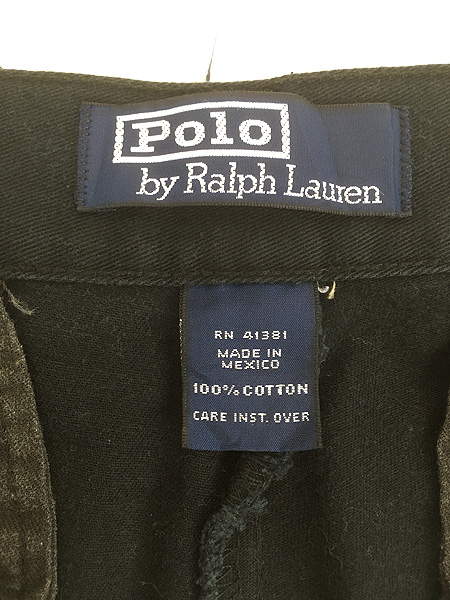 Polo
by Ralph Lauren
RN 41381
MADE IN
MEXICO
100% COTTON
CARE INST. OVER